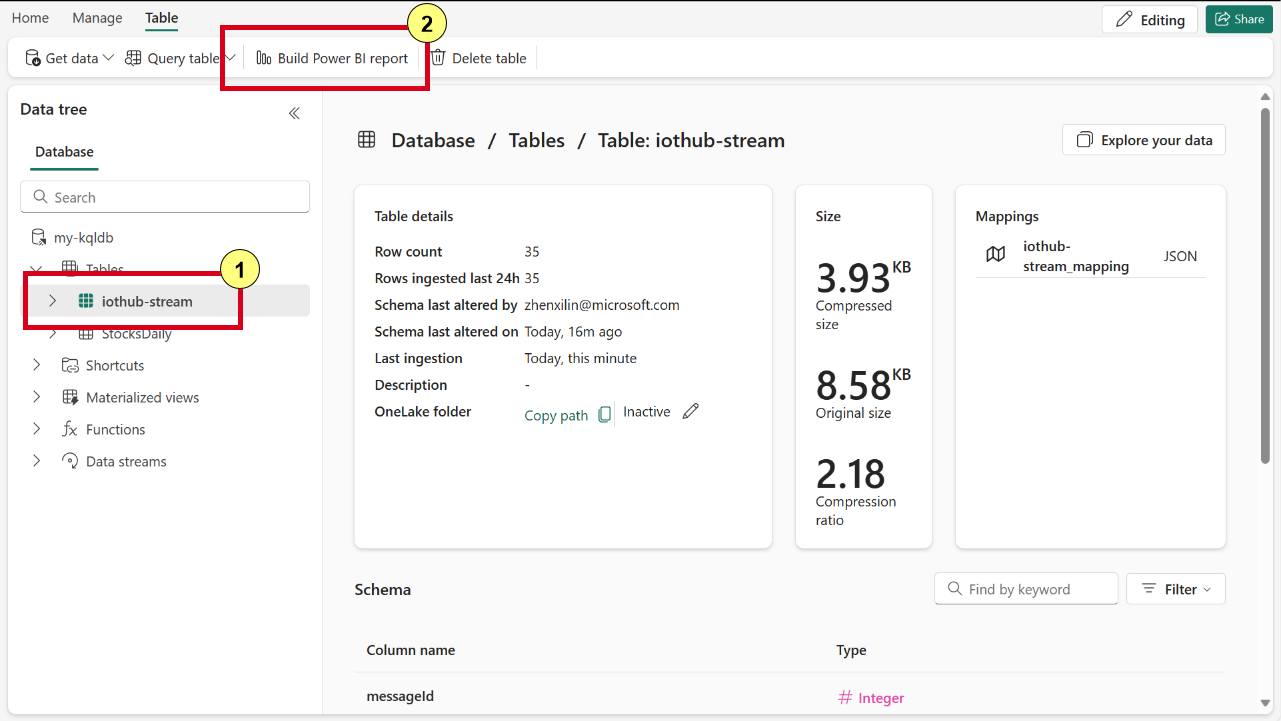 Home Manage Table 2 Editing Share
Get data Query table Build Power BI report Delete table
Data tree
Database
Search
my-kqldb
Tables
1
iothub-stream
StocksDaily
Shortcuts
Materialized views
Functions
Data streams
Database / Tables / Table: iothub-stream Explore your data
Table details
Row count 35
Rows ingested last 24h 35
Schema last altered by zhenxilin@microsoft.com
Schema last altered on Today, 16m ago
Last ingestion Today, this minute
Description -
OneLake folder Copy path Inactive
Size
3.93 KB
Compressed
size
8.58 KB
Original size
2.18
Compression
ratio
Mappings
iothub-
stream_mapping JSON
Schema Find by keyword Filter
Column name Type
messageId # Integer